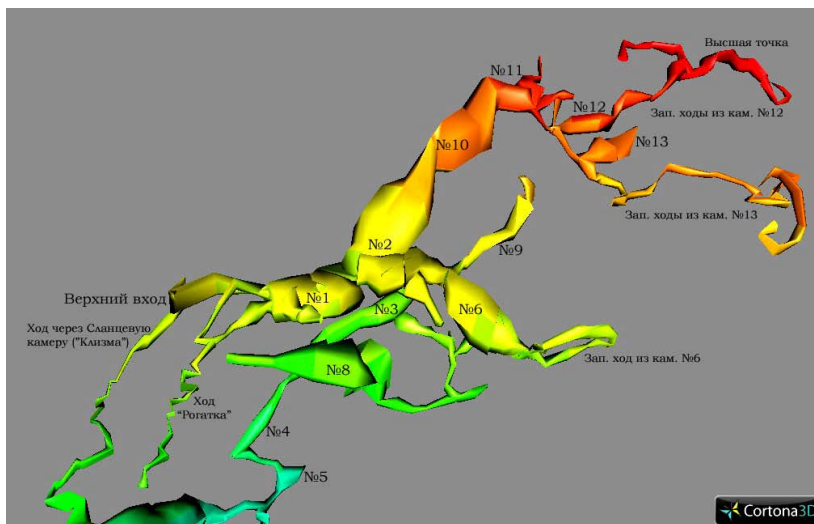 Высшая точка
№11
№12
Зап. ходы из кам. №12
№10
№13
Зап. ходы из кам. №13
№9
№2
Верхний вход
№1
№3
№6
Ход через Сланцевую
камеру ("Клизма")
Зап. ход из кам. №6
№8
Ход
"Рогатка"
№4
№5
Cortona3D